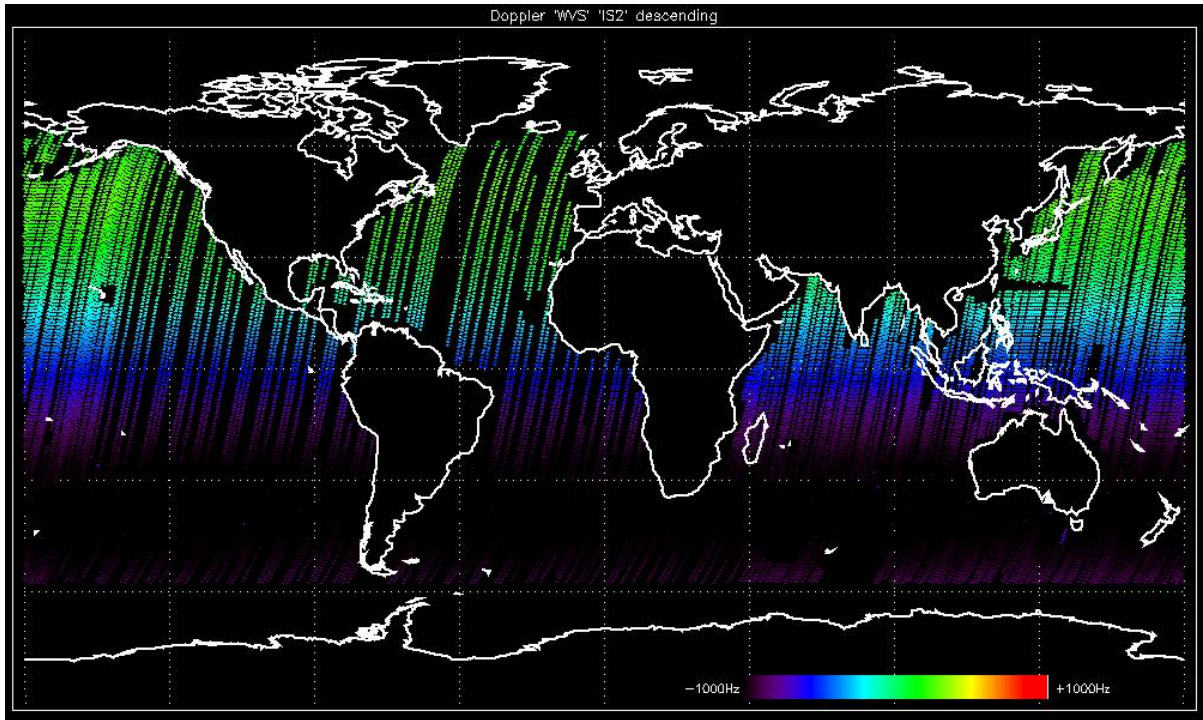 Doppler 'WVS' 'IS2' descending
−1000Hz +1000Hz